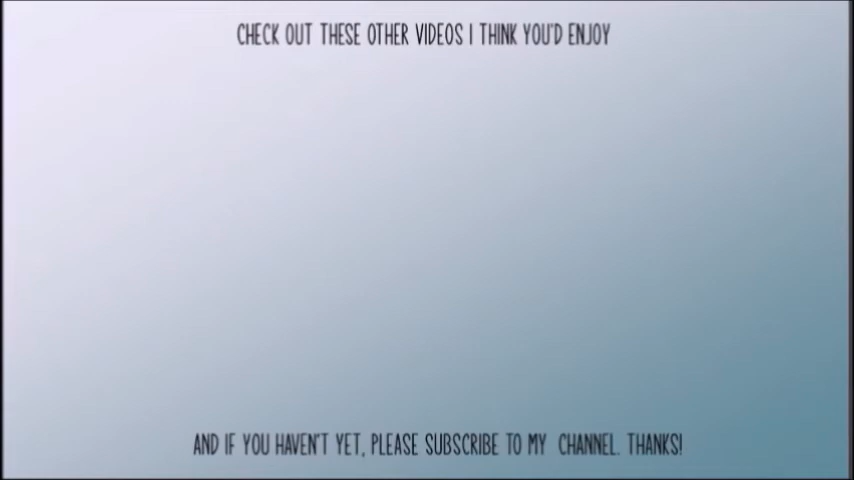 CHECK OUT THESE OTHER VIDEOS I THINK YOU'D ENJOY
AND IF YOU HAVEN'T YET, PLEASE SUBSCRIBE TO MY CHANNEL. THANKS!